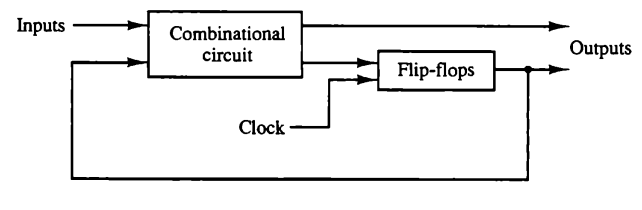 Inputs
Combinational
circuit
Outputs
Flip-flops
Clock